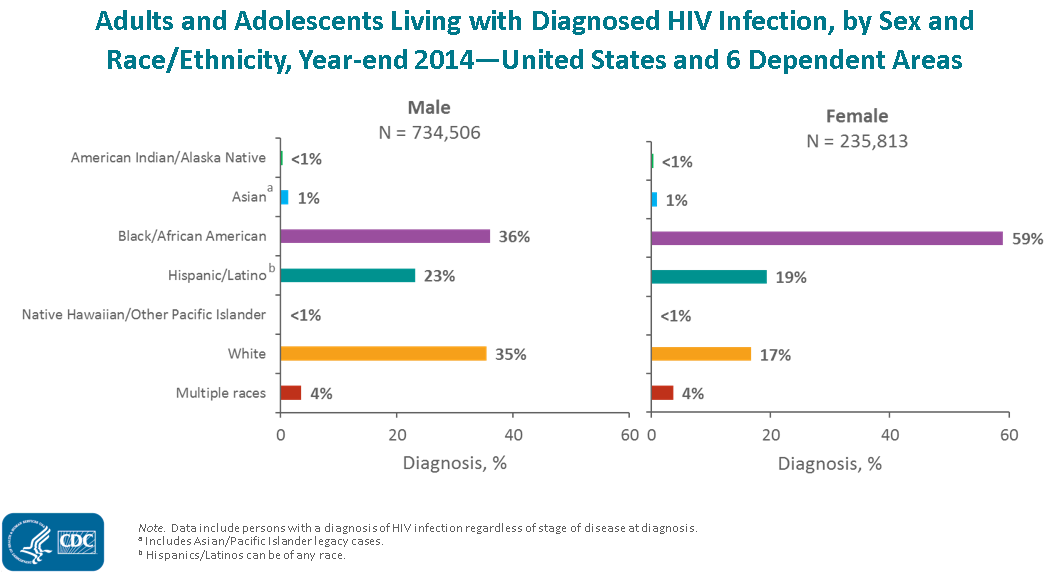 Adults and Adolescents Living with Diagnosed HIV Infection, by Sex and
Race/Ethnicity, Year-end 2014—United States and 6 Dependent Areas
Male
N = 734,506
American Indian/Alaska Native <1%
Asian a 1%
Black/African American 36%
Hispanic/Latino b 23%
Native Hawaiian/Other Pacific Islander <1%
White 35%
Multiple races 4%
0 20 40 60
Diagnosis, %
Female
N = 235,813
<1%
1%
59%
19%
<1%
17%
4%
0 20 40 60
Diagnosis, %
CDC
Note. Data include persons with a diagnosis of HIV infection regardless of stage of disease at diagnosis.
a Includes Asian/Pacific Islander legacy cases.
b Hispanics/Latinos can be of any race.